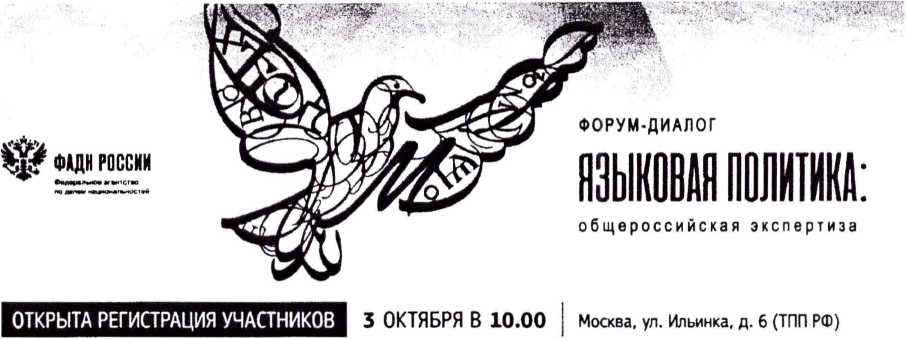 ФАДН РОССИИ
Федеральное агентство
по делам национальностей
ФОРУМ-ДИАЛОГ
ЯЗЫКОВАЯ ПОЛИТИКА:
общероссийская экспертиза
ОТКРЫТА РЕГИСТРАЦИЯ УЧАСТНИКОВ
3 ОКТЯБРЯ В 10.00
Москва, ул. Ильинка, д. 6 (ТПП РФ)